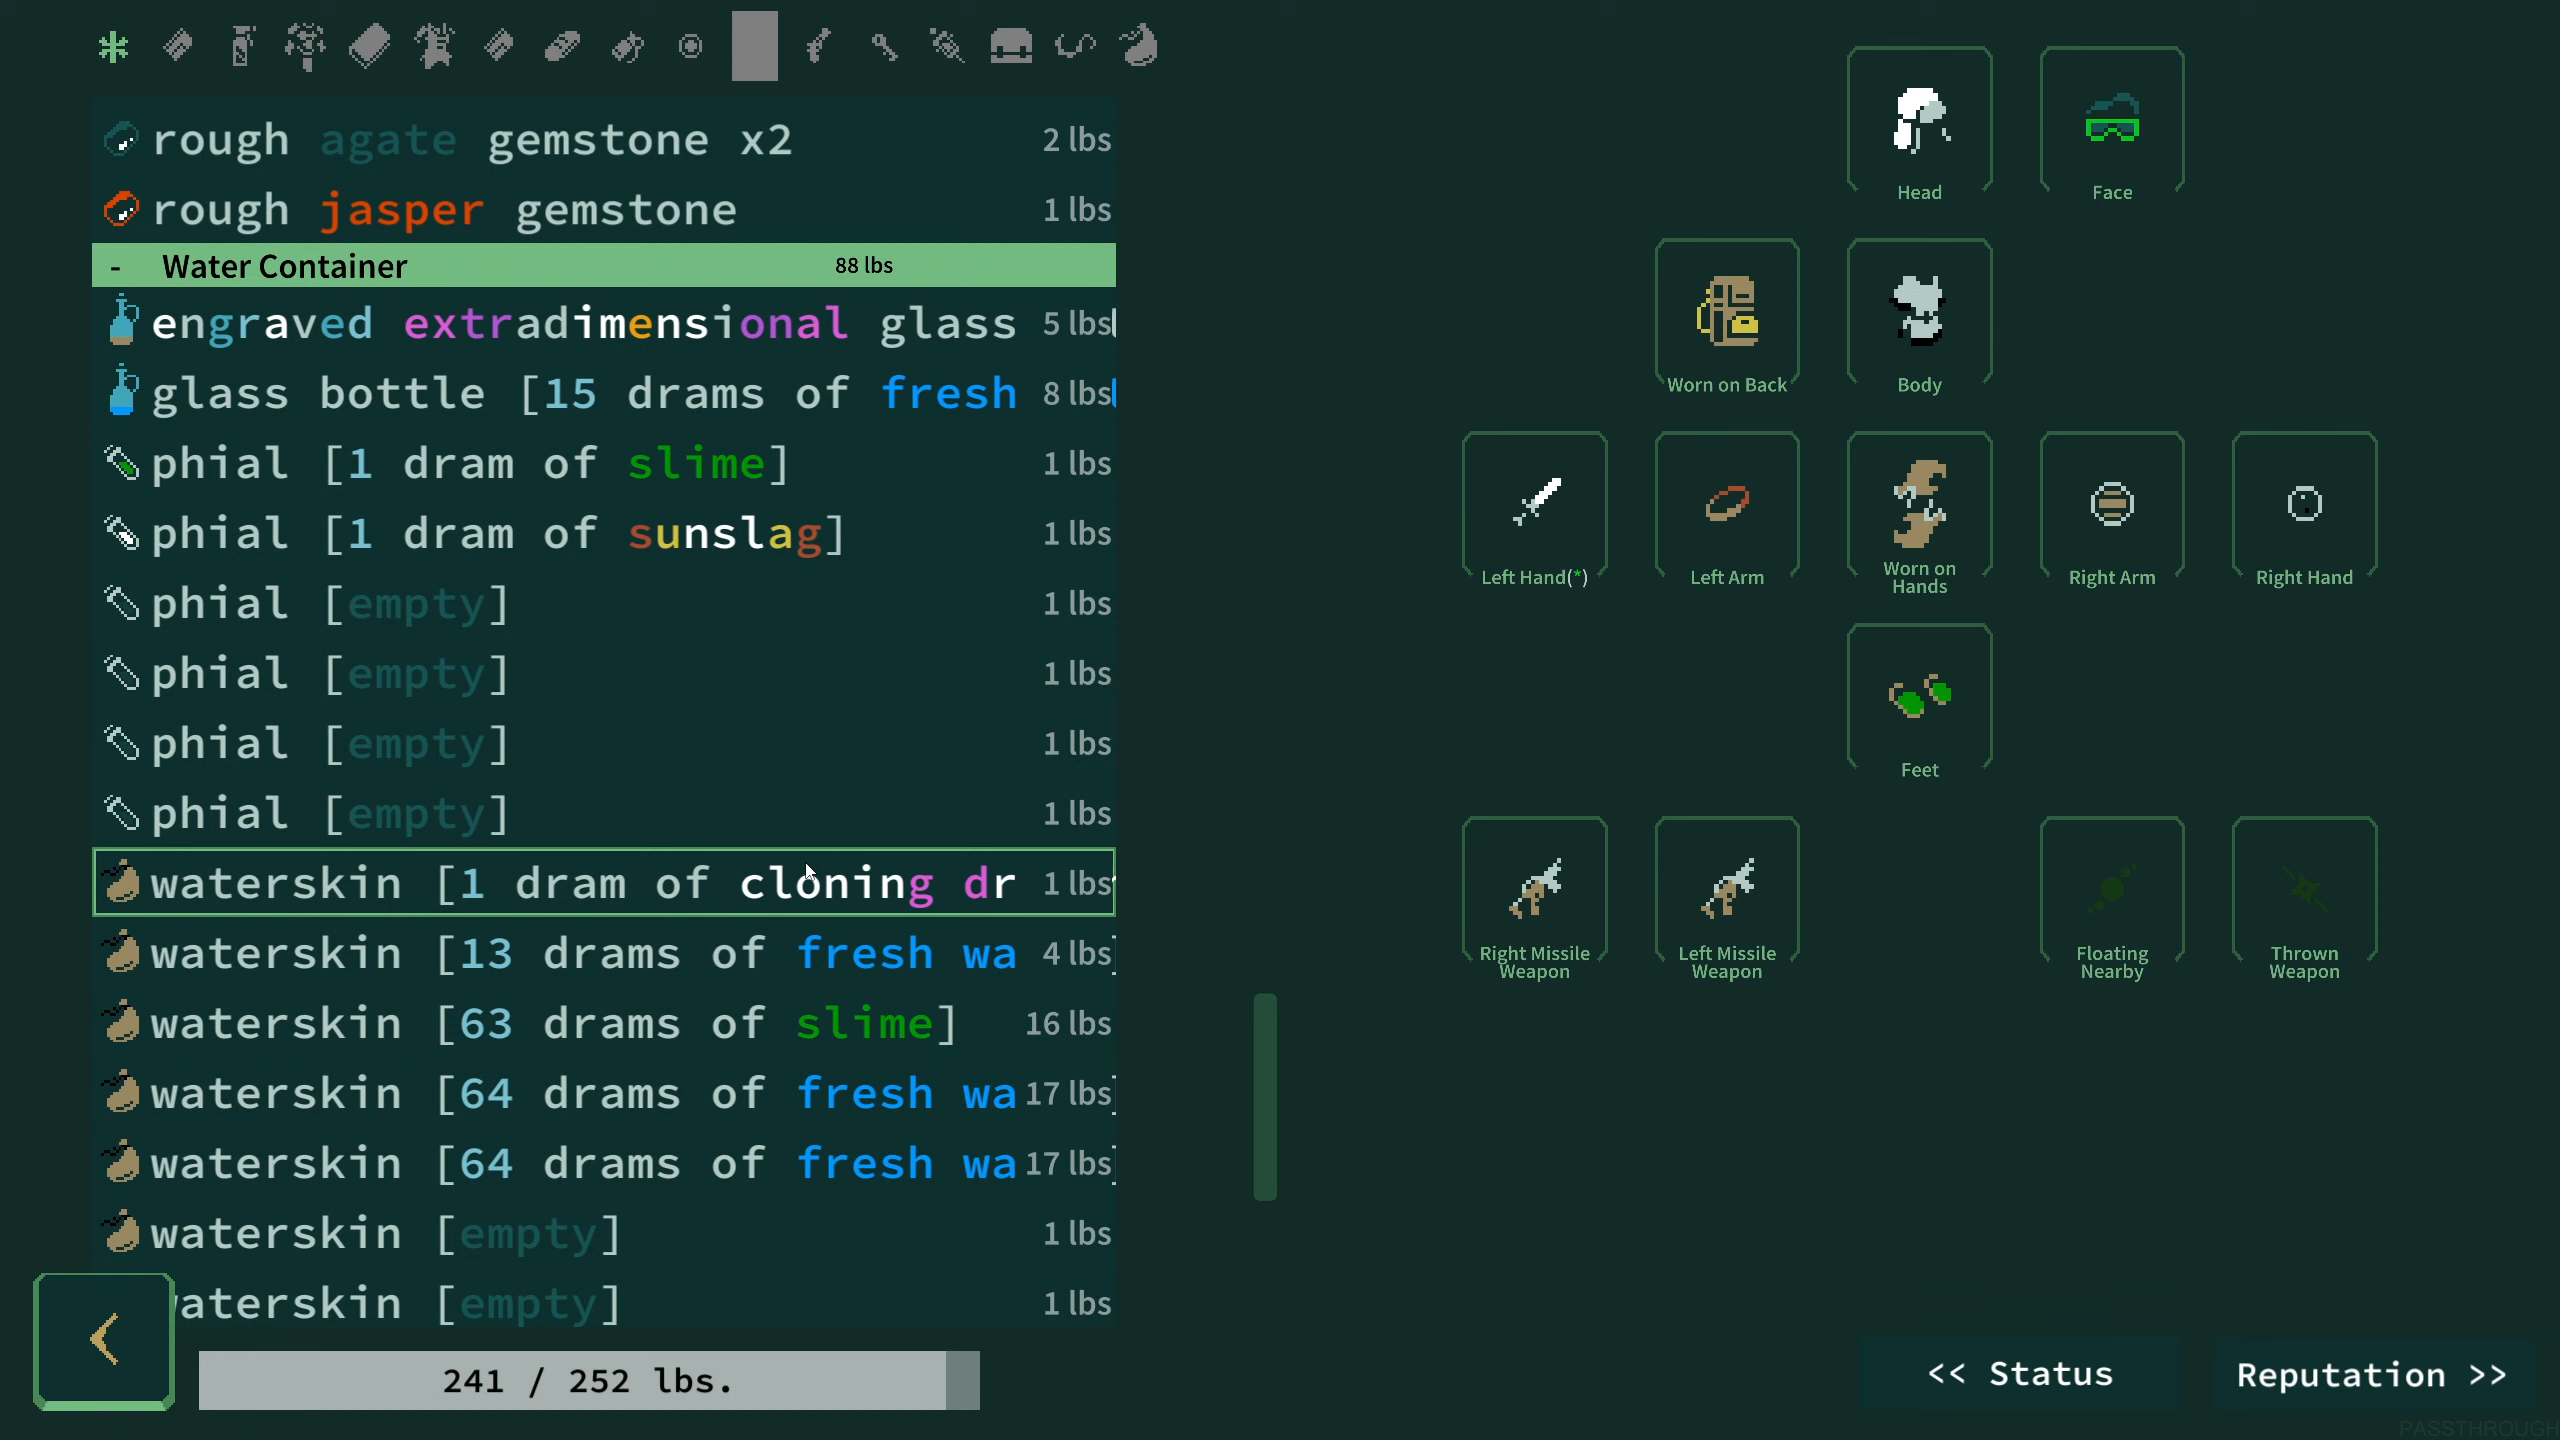 rough agate gemstone x2 2 lbs
rough jasper gemstone 1 lbs
- Water Container 88 lbs
engraved extradimensional glass 5 lbs
glass bottle [15 drams of fresh 8 lbs
phial [1 dram of slime] 1 lbs
phial [1 dram of sunslag] 1 lbs
phial [empty] 1 lbs
phial [empty] 1 lbs
phial [empty] 1 lbs
phial [empty] 1 lbs
waterskin [1 dram of cloning dr 1 lbs
waterskin [13 drams of fresh wa 4 lbs]
waterskin [63 drams of slime] 16 lbs
waterskin [64 drams of fresh wa 17 lbs]
waterskin [64 drams of fresh wa 17 lbs]
waterskin [empty] 1 lbs
waterskin [empty] 1 lbs
241 / 252 lbs.
Head
Face
Worn on Back
Body
Left Hand(*)
Left Arm
Worn on
Hands
Right Arm
Right Hand
Feet
Right Missile
Weapon
Left Missile
Weapon
Floating
Nearby
Thrown
Weapon
<< Status
Reputation >>
PASSTHROUGH